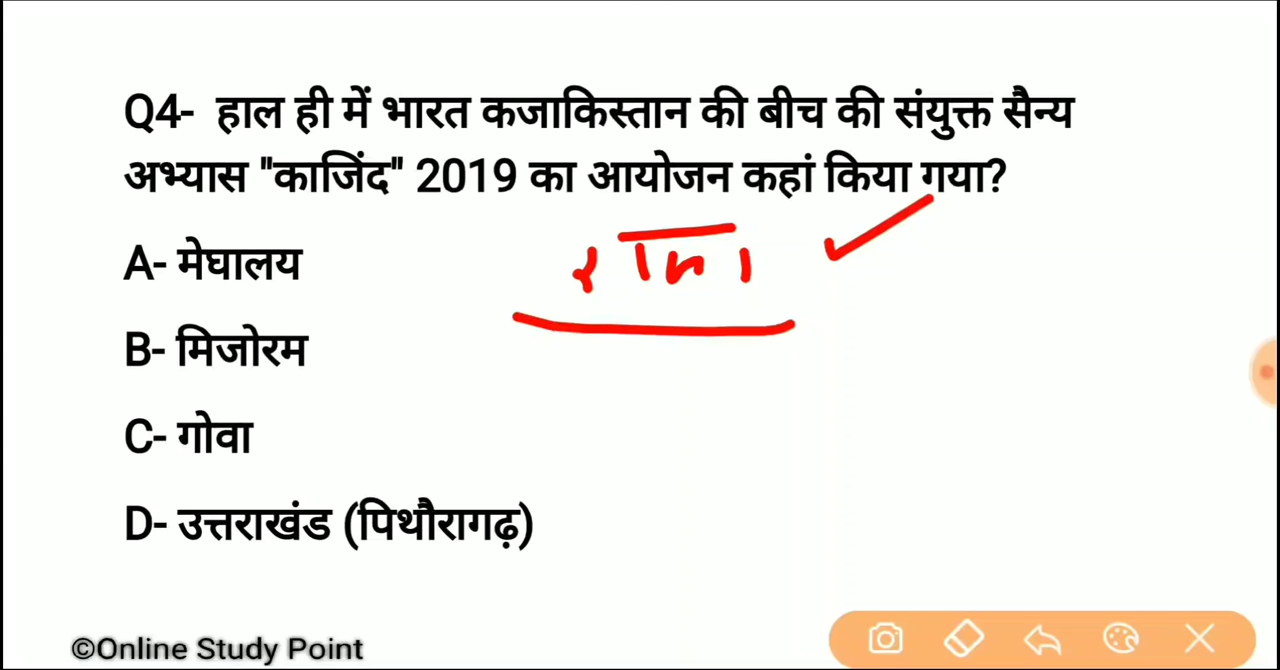 Q4- हाल ही में भारत कजाकिस्तान की बीच की संयुक्त सैन्य
अभ्यास "काजिंद" 2019 का आयोजन कहां किया गया?
A- मेघालय
B- मिजोरम
C- गोवा
D- उत्तराखंड (पिथौरागढ़)
©Online Study Point